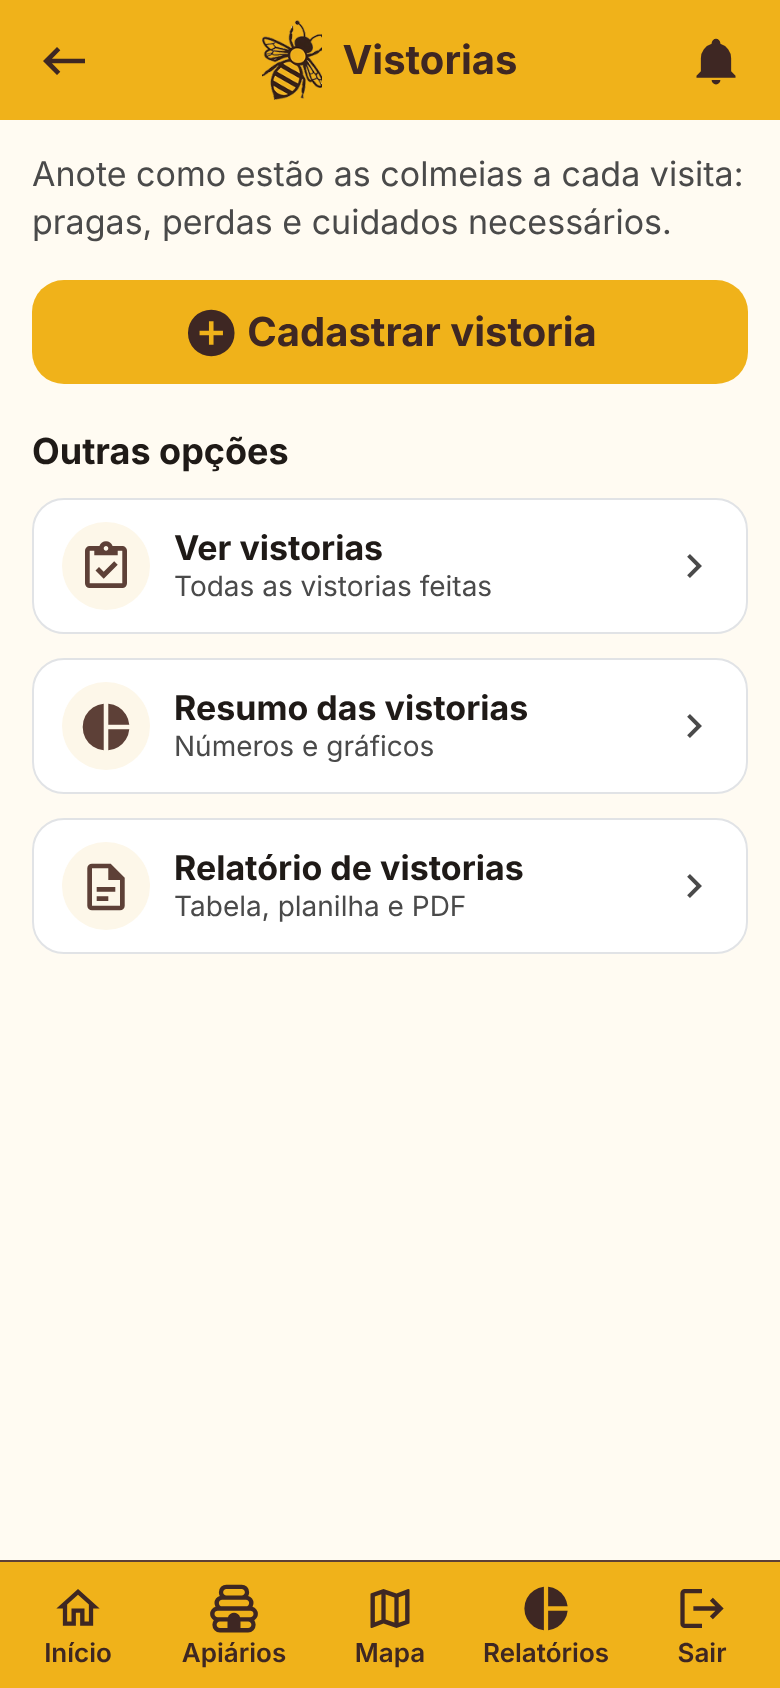 Vistorias
Anote como estão as colmeias a cada visita:
pragas, perdas e cuidados necessários.
Cadastrar vistoria
Outras opções
Ver vistorias
Todas as vistorias feitas
Resumo das vistorias
Números e gráficos
Relatório de vistorias
Tabela, planilha e PDF
Início
Apiários
Mapa
Relatórios
Sair